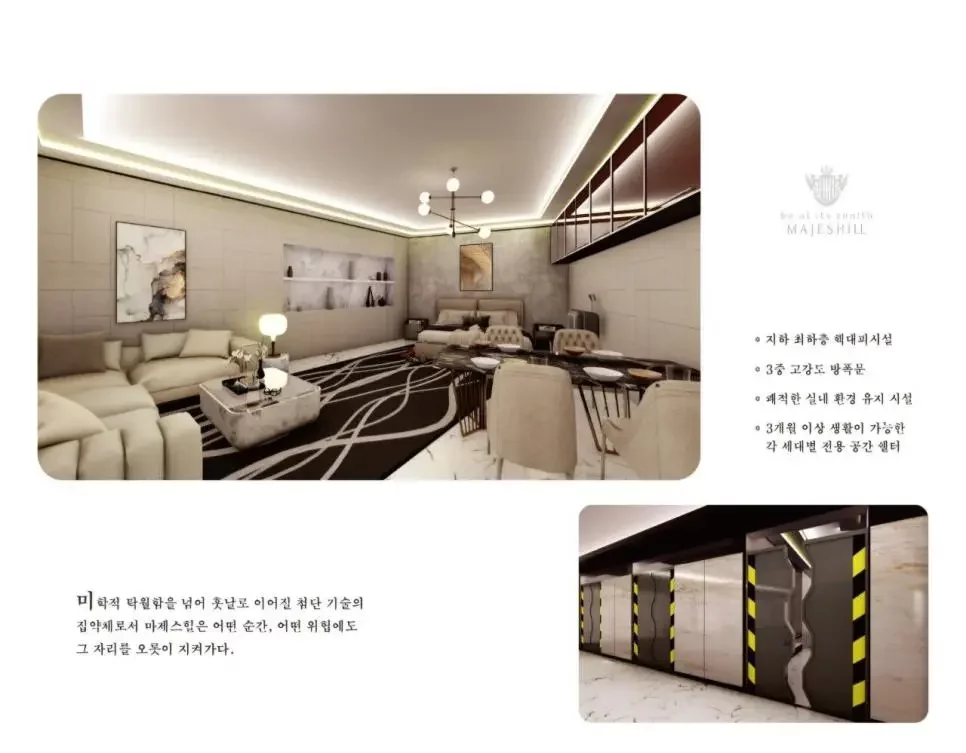 be at its zenith
MAJESHILL
지하 최하층 핵대피시설
3중 고강도 방폭문
쾌적한 실내 환경 유지 시설
3개월 이상 생활이 가능한
각 세대별 전용 공간 쉘터
미학적 탁월함을 넘어 훗날로 이어질 첨단 기술의
집약체로서 마제스힐은 어떤 순간, 어떤 위협에도
그 자리를 오롯이 지켜가다.